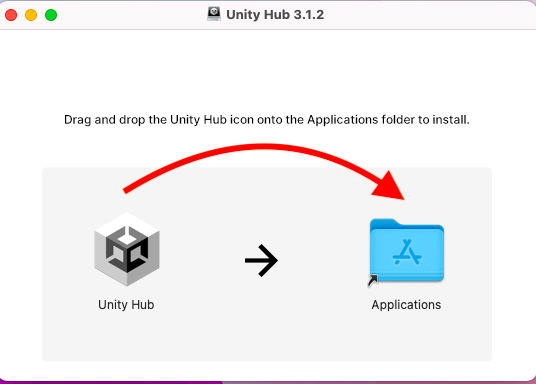 Unity Hub 3.1.2
Drag and drop the Unity Hub icon onto the Applications folder to install.
Unity Hub
Applications